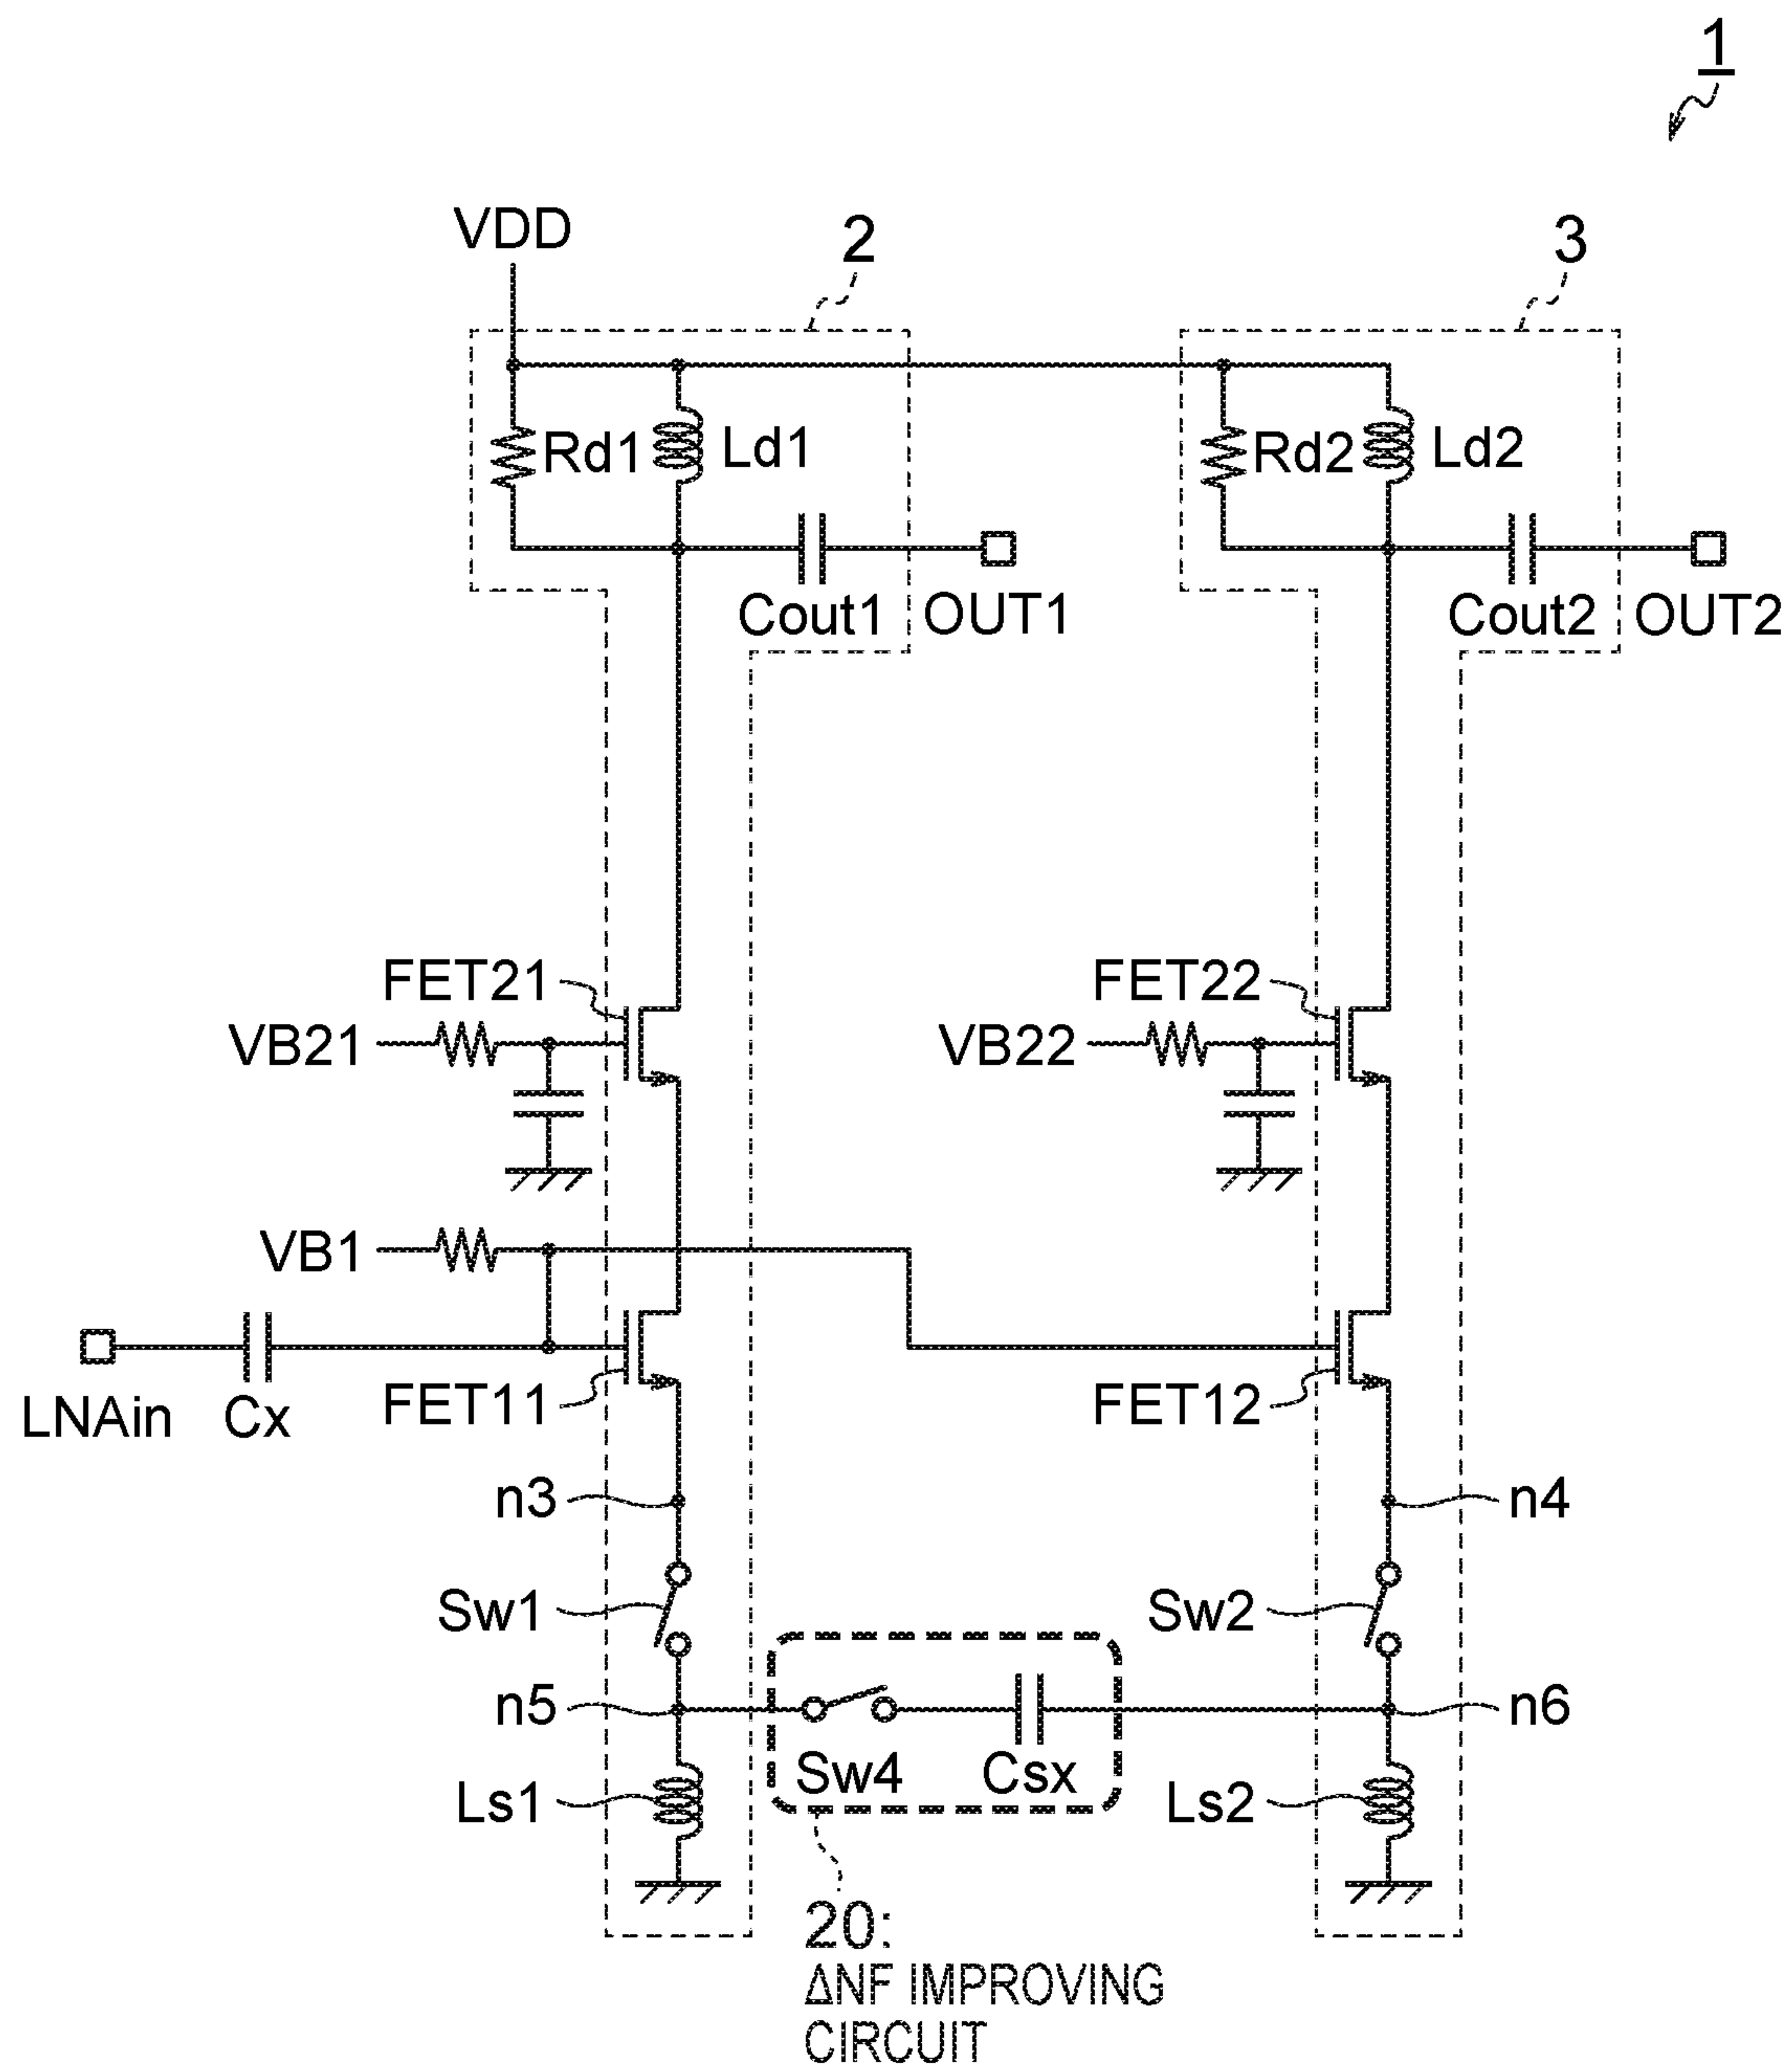 1
VDD
2
3
Rd1
Ld1
Rd2
Ld2
Cout1
OUT1
Cout2
OUT2
FET21
FET22
VB21
VB22
VB1
LNAin
Cx
FET11
FET12
n3
n4
Sw1
Sw2
n5
n6
Sw4
Csx
Ls1
Ls2
20:
ΔNF IMPROVING
CIRCUIT